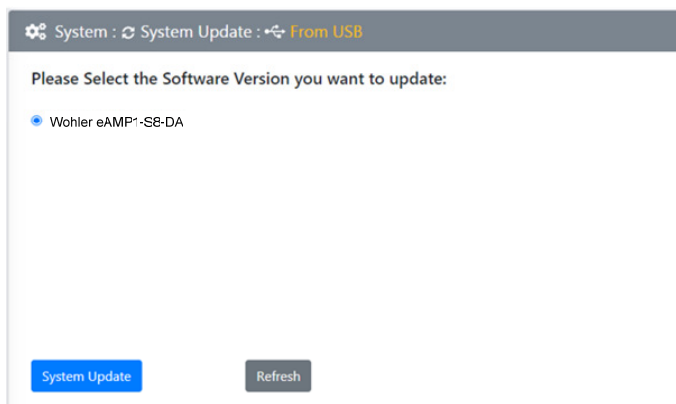 System : System Update : From USB
Please Select the Software Version you want to update:
Wohler eAMP1-S8-DA
System Update Refresh